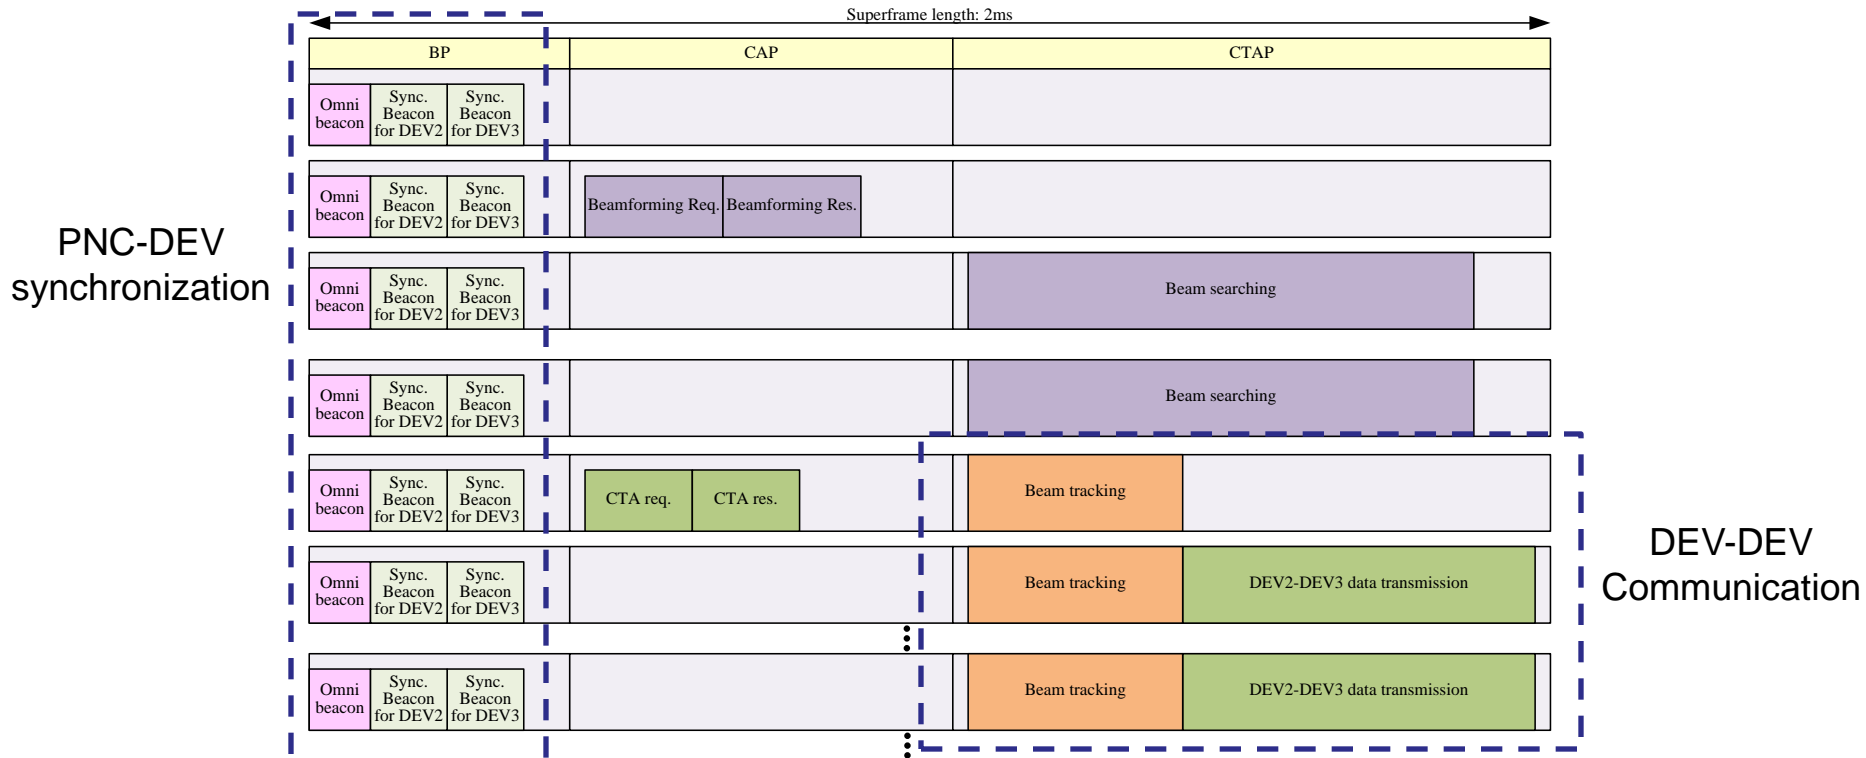 Superframe length: 2ms
BP CAP CTAP
Omni
beacon
Sync.
Beacon
for DEV2
Sync.
Beacon
for DEV3
Omni
beacon
Sync.
Beacon
for DEV2
Sync.
Beacon
for DEV3
Beamforming Req. Beamforming Res.
PNC-DEV
synchronization
Omni
beacon
Sync.
Beacon
for DEV2
Sync.
Beacon
for DEV3
Beam searching
Omni
beacon
Sync.
Beacon
for DEV2
Sync.
Beacon
for DEV3
Beam searching
Omni
beacon
Sync.
Beacon
for DEV2
Sync.
Beacon
for DEV3
CTA req. CTA res.
Beam tracking
Omni
beacon
Sync.
Beacon
for DEV2
Sync.
Beacon
for DEV3
Beam tracking
DEV2-DEV3 data transmission
DEV-DEV
Communication
Omni
beacon
Sync.
Beacon
for DEV2
Sync.
Beacon
for DEV3
Beam tracking
DEV2-DEV3 data transmission